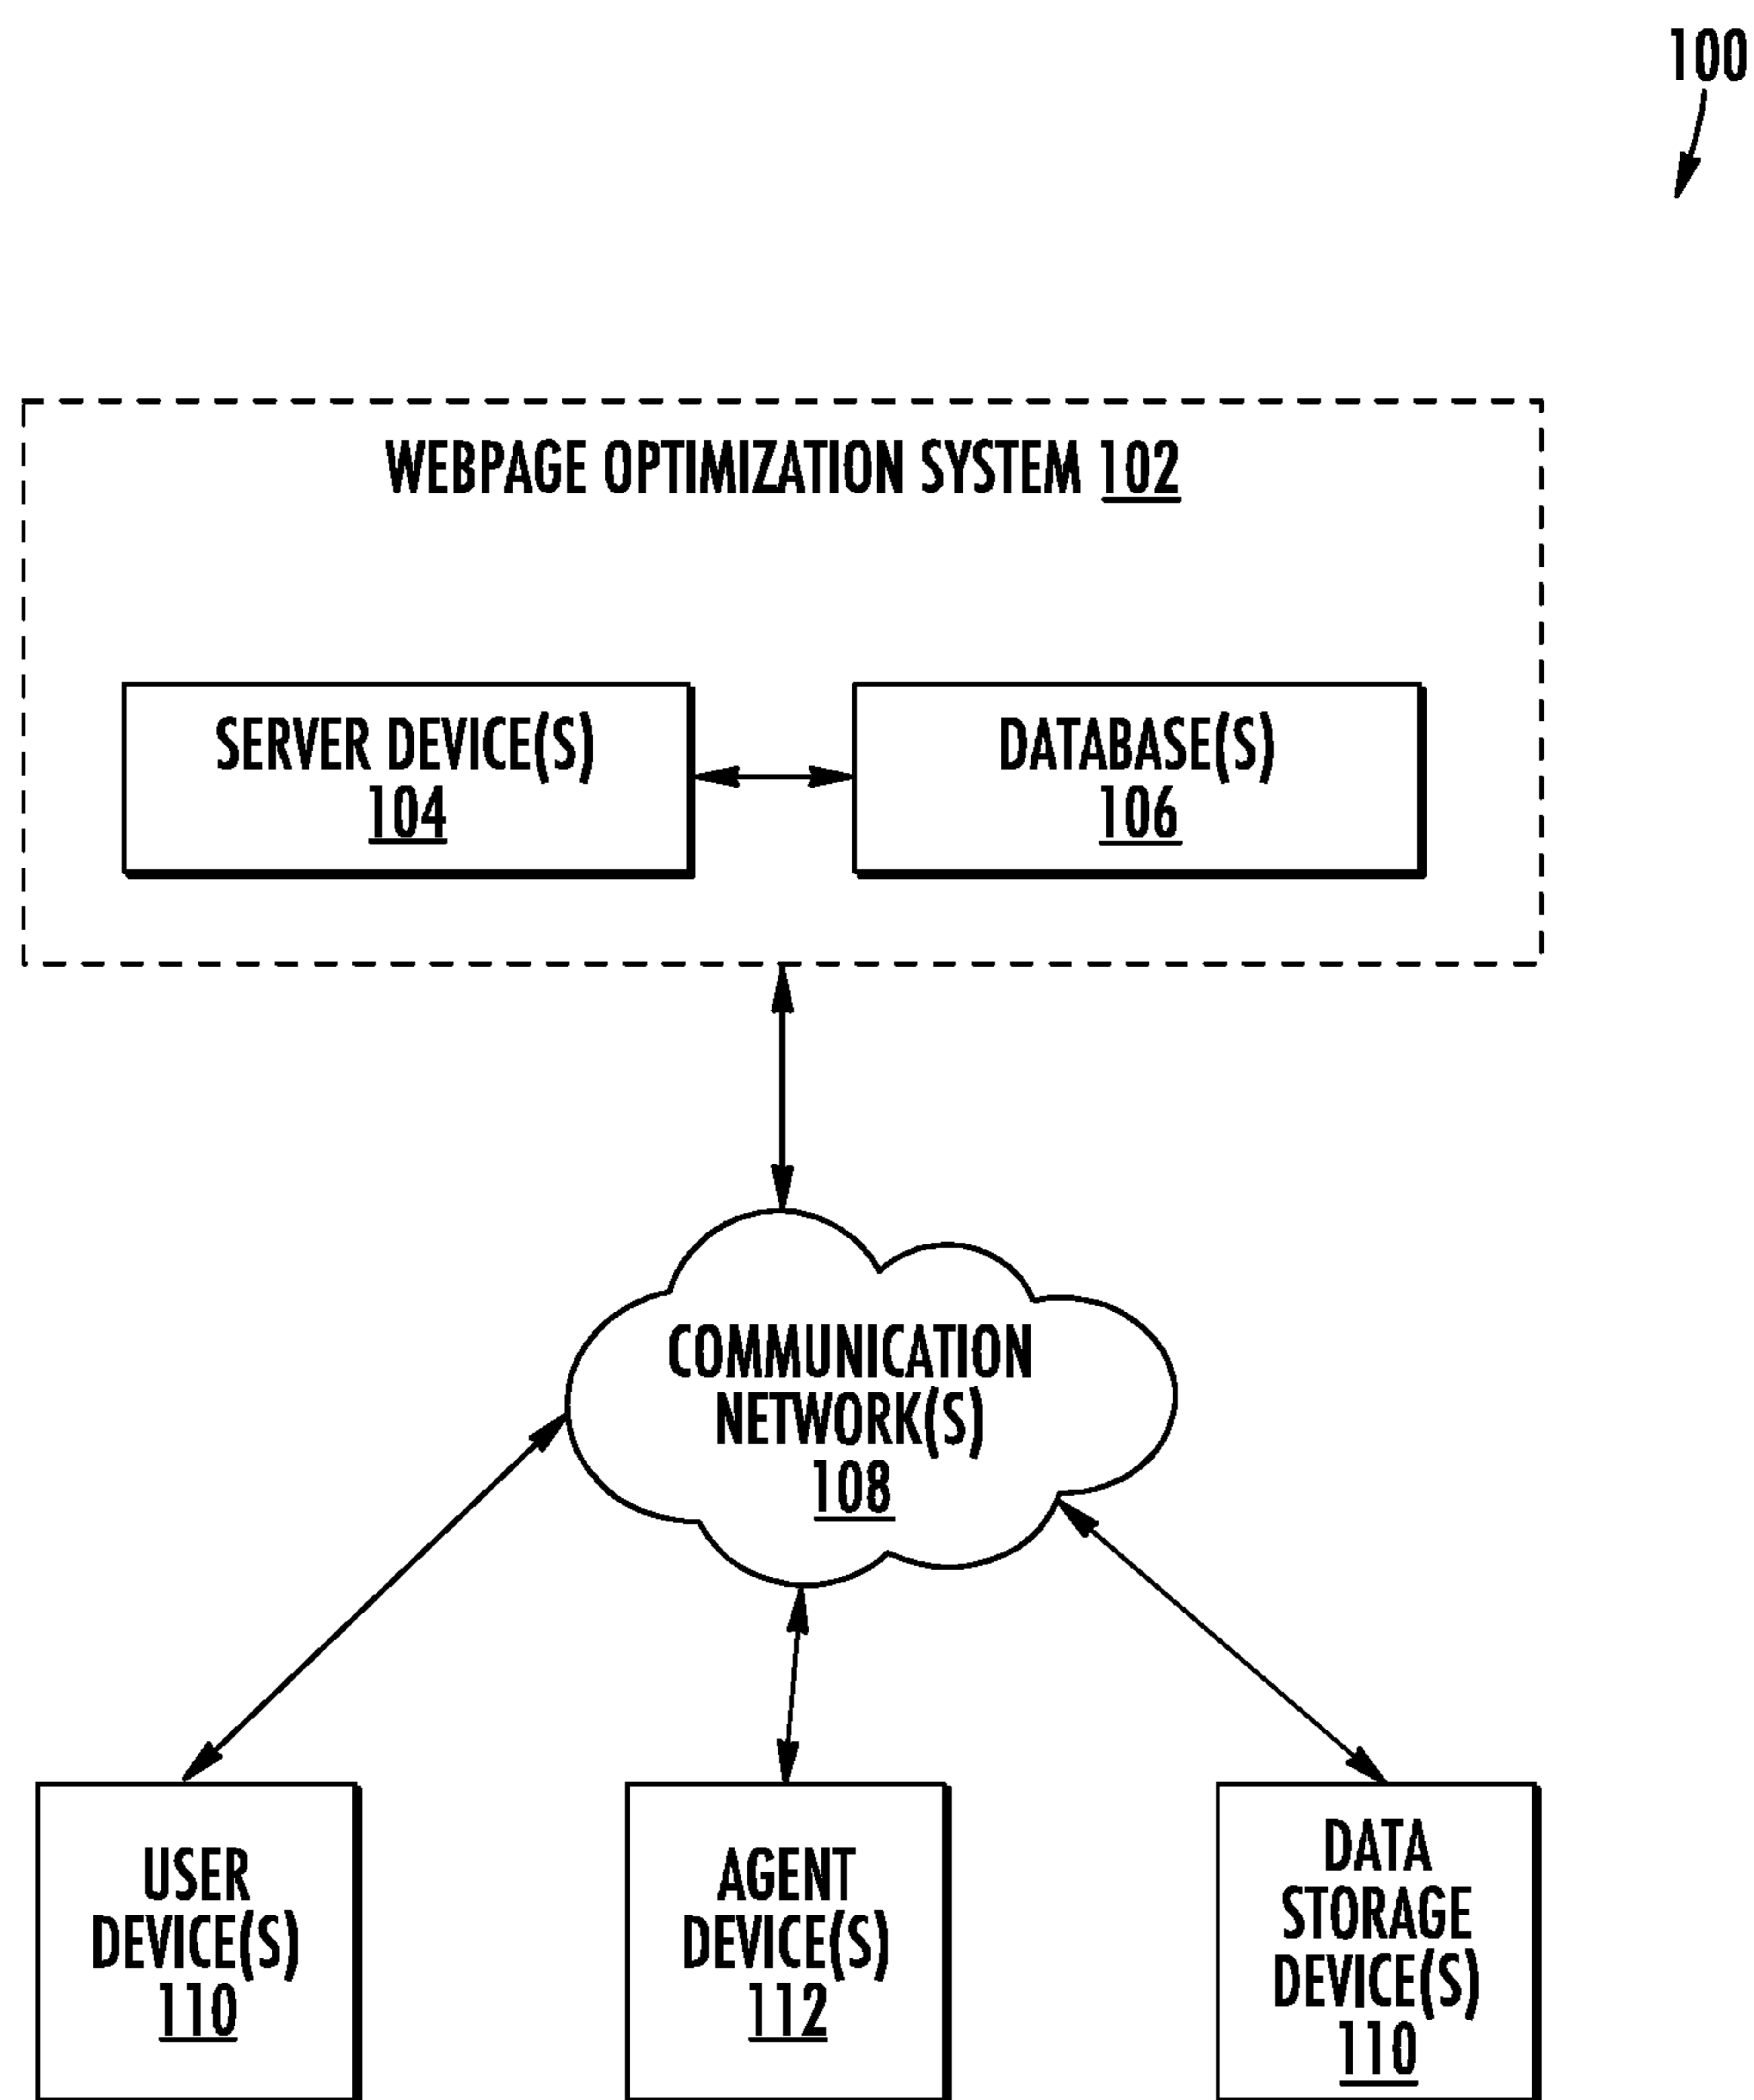 100
WEBPAGE OPTIMIZATION SYSTEM 102
SERVER DEVICE(S)
104
DATABASE(S)
106
COMMUNICATION
NETWORK(S)
108
USER
DEVICE(S)
110
AGENT
DEVICE(S)
112
DATA
STORAGE
DEVICE(S)
110